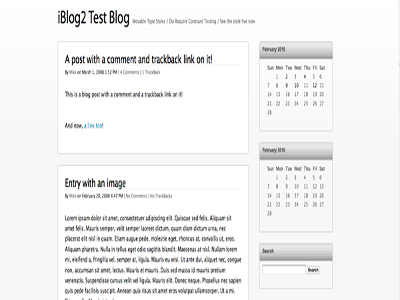 iBlog2 Test Blog
Movable Type Styles / Do Require Constant Testing / See the style live now
A post with a comment and trackback link on it!
By Mike on March 1, 2008 1:52 PM | 4 Comments | 1 TrackBack
This is a blog post with a comment and a trackback link on it!
And now, a link too!
Entry with an image
By Mike on February 28, 2008 4:47 PM | No Comments | No TrackBacks
Lorem ipsum dolor sit amet, consectetuer adipiscing elit. Quisque sed felis. Aliquam sit
amet felis. Mauris semper, velit semper laoreet dictum, quam diam dictum urna, nec
placerat elit nisl in quam. Etiam augue pede, molestie eget, rhoncus at, convallis ut, eros.
Aliquam pharetra. Nulla in tellus eget odio sagittis blandit. Maecenas at nisl. Nullam lorem
mi, eleifend a, fringilla vel, semper at, ligula. Mauris eu wisi. Ut ante dui, aliquet nec, congue
non, accumsan sit amet, lectus. Mauris et mauris. Duis sed massa id mauris pretium
venenatis. Suspendisse cursus velit vel ligula. Mauris elit. Donec neque. Phasellus nec sapien
quis pede facilisis suscipit. Aenean quis risus sit amet eros volutpat ullamcorper. Ut a mi.
February 2010
Sun Mon Tue Wed Thu Fri Sat
1 2 3 4 5 6
7 8 9 10 11 12 13
14 15 16 17 18 19 20
21 22 23 24 25 26 27
28
February 2010
Sun Mon Tue Wed Thu Fri Sat
1 2 3 4 5 6
7 8 9 10 11 12 13
14 15 16 17 18 19 20
21 22 23 24 25 26 27
28
Search
Search